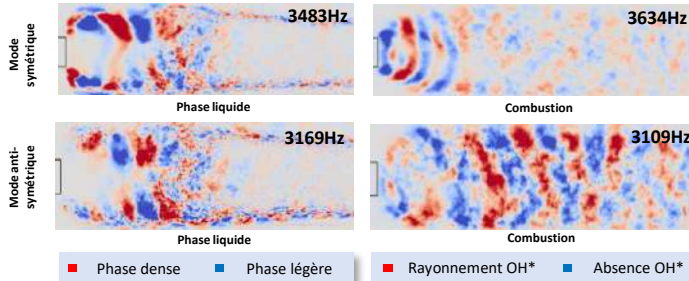 Mode
symétrique
3483Hz
3634Hz
Phase liquide
Combustion
Mode anti-
symétrique
3169Hz
3109Hz
Phase liquide
Combustion
Phase dense Phase légère
Rayonnement OH* Absence OH*